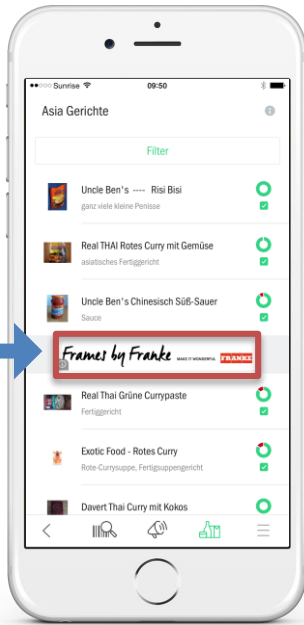 Sunrise 09:50
Asia Gerichte
Filter
Uncle Ben's ---- Risi Bisi
ganz viele kleine Penisse
Real THAI Rotes Curry mit Gemüse
asiatisches Fertiggericht
Uncle Ben's Chinesisch Süß-Sauer
Sauce
Frames by Franke MAKE IT WONDERFUL FRANKE
Real Thai Grüne Currypaste
Fertiggericht
Exotic Food - Rotes Curry
Rote-Currysuppe, Fertigsuppengericht
Davert Thai Curry mit Kokos